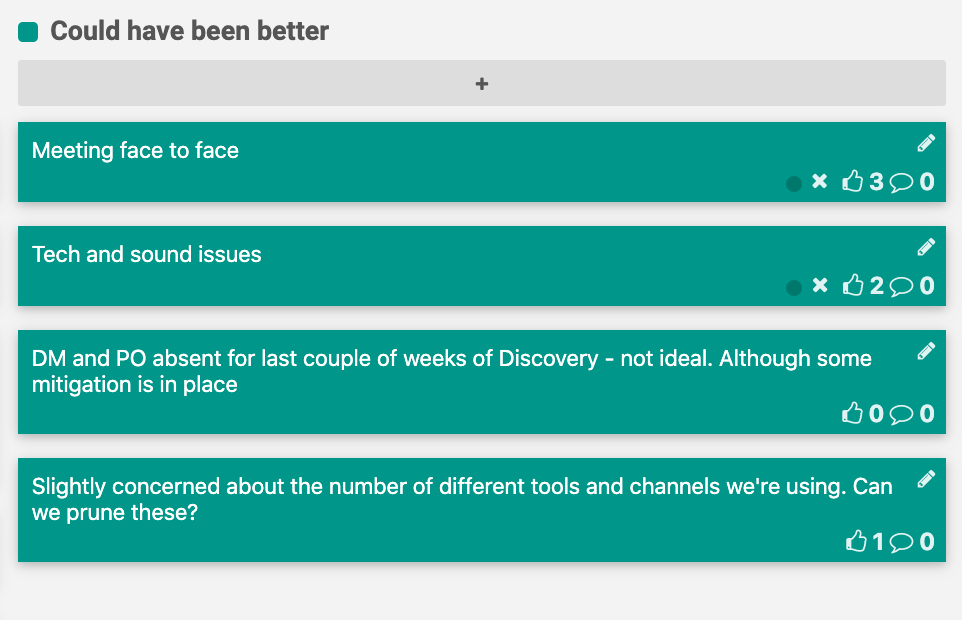 Could have been better
+
Meeting face to face
3 0
Tech and sound issues
2 0
DM and PO absent for last couple of weeks of Discovery - not ideal. Although some
mitigation is in place
0 0
Slightly concerned about the number of different tools and channels we're using. Can
we prune these?
1 0